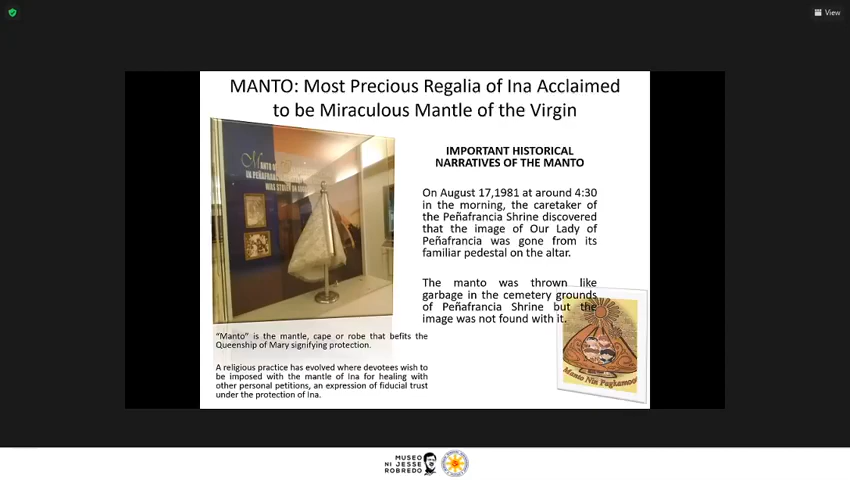 View
MANTO: Most Precious Regalia of Ina Acclaimed
to be Miraculous Mantle of the Virgin
IMPORTANT HISTORICAL
NARRATIVES OF THE MANTO
On August 17,1981 at around 4:30
in the morning, the caretaker of
the Peñafrancia Shrine discovered
that the image of Our Lady of
Peñafrancia was gone from its
familiar pedestal on the altar.
The manto was thrown like
garbage in the cemetery grounds
of Peñafrancia Shrine but the
image was not found with it.
"Manto" is the mantle, cape or robe that befits the
Queenship of Mary signifying protection.
A religious practice has evolved where devotees wish to
be imposed with the mantle of Ina for healing with
other personal petitions, an expression of fiducial trust
under the protection of Ina.
WAS STOLEN
MUSEO
NI JESSE
ROBREDO